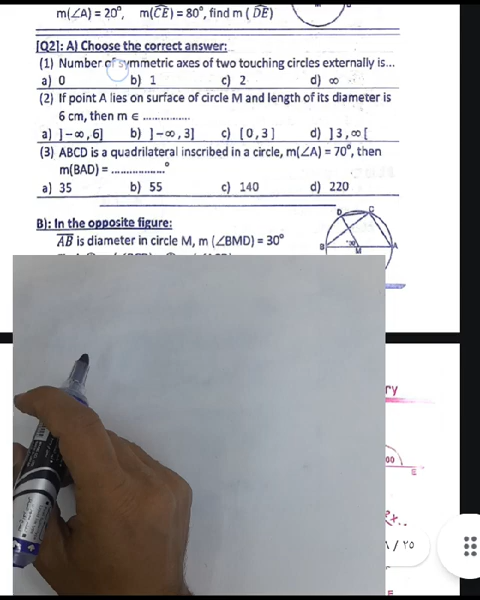 m(∠A) = 20°, m(C͡E) = 80°, find m (D͡E)
[Q2]: A) Choose the correct answer:
(1) Number of symmetric axes of two touching circles externally is...
a) 0 b) 1 c) 2 d) ∞
(2) If point A lies on surface of circle M and length of its diameter is
6 cm, then m ∈ ...............
a) ]−∞, 6] b) ]−∞, 3] c) [0, 3] d) ]3, ∞[
(3) ABCD is a quadrilateral inscribed in a circle, m(∠A) = 70°, then
m(BAD) = ..................°
a) 35 b) 55 c) 140 d) 220
B): In the opposite figure:
A̅B̅ is diameter in circle M, m (∠BMD) = 30°
D C
B M A
ry
00
E
/ ٢٥